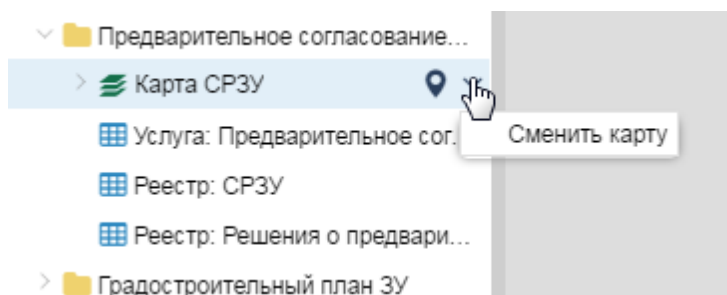 Предварительное согласование...
Карта СРЗУ
Услуга: Предварительное сог.
Сменить карту
Реестр: СРЗУ
Реестр: Решения о предвари...
Градостроительный план ЗУ